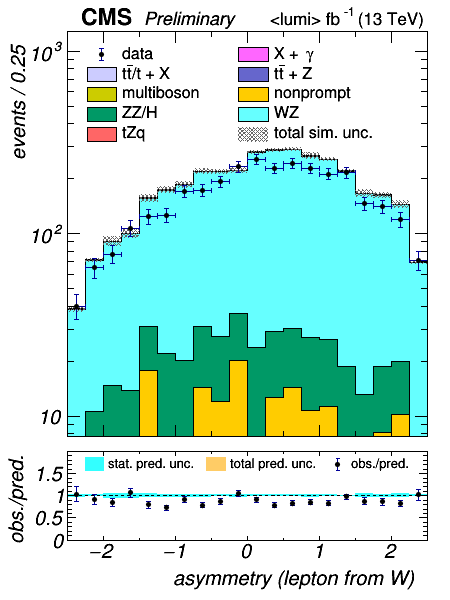 CMS Preliminary <lumi> fb⁻¹ (13 TeV)
events / 0.25
10³
10²
10
data
X + γ
tt̄/t + X
tt̄ + Z
multiboson
nonprompt
ZZ/H
WZ
tZq
total sim. unc.
obs./pred.
1.5
1
0.5
0
stat. pred. unc.
total pred. unc.
obs./pred.
−2 −1 0 1 2
asymmetry (lepton from W)